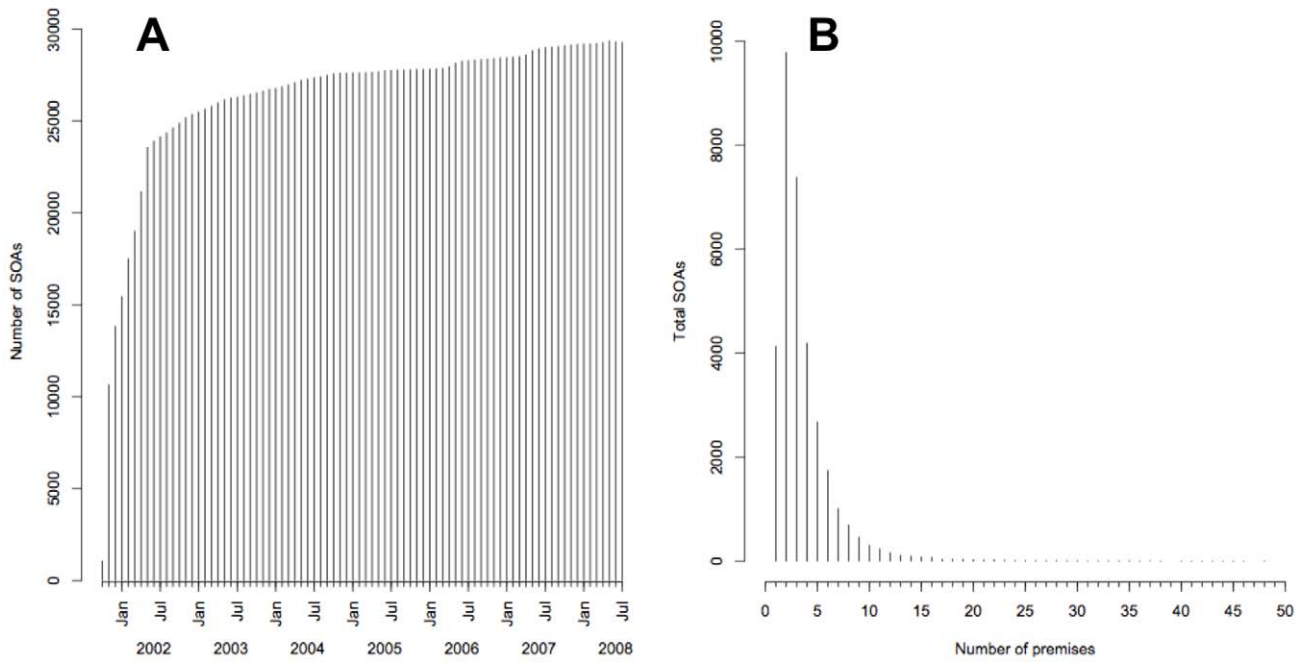 A
30000
25000
20000
15000
10000
5000
0
Number of SOAs
Jan Jul Jan Jul Jan Jul Jan Jul Jan Jul Jan Jul Jan Jul
2002 2003 2004 2005 2006 2007 2008
B
10000
8000
6000
4000
2000
0
Total SOAs
0 5 10 15 20 25 30 35 40 45 50
Number of premises